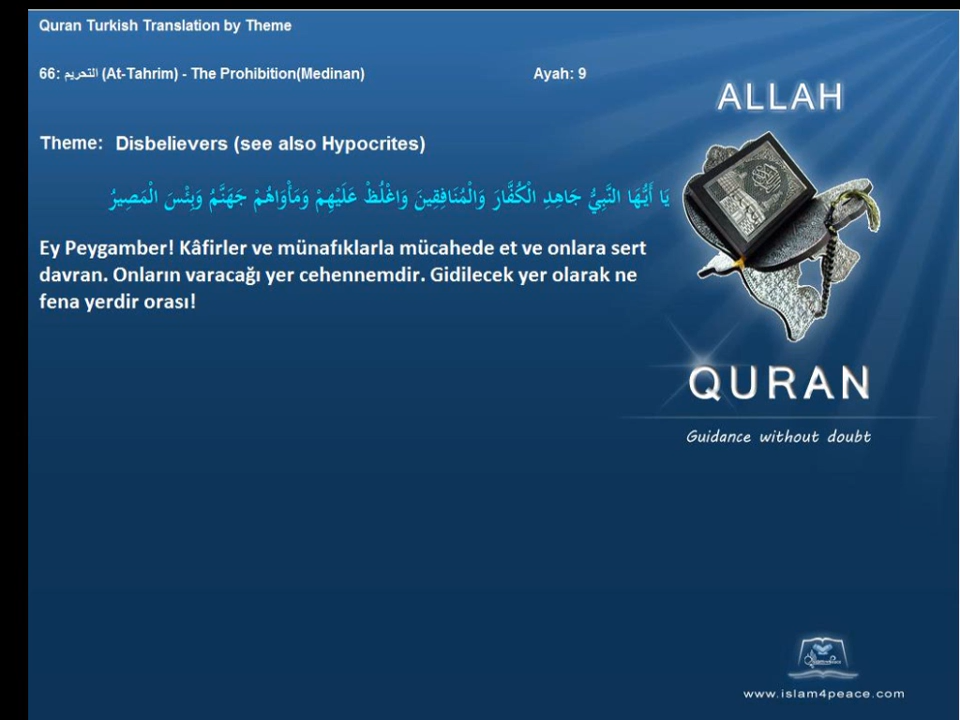 Quran Turkish Translation by Theme
66: التحريم (At-Tahrim) - The Prohibition(Medinan) Ayah: 9
ALLAH
Theme: Disbelievers (see also Hypocrites)
يَا أَيُّهَا النَّبِيُّ جَاهِدِ الْكُفَّارَ وَالْمُنَافِقِينَ وَاغْلُظْ عَلَيْهِمْ وَمَأْوَاهُمْ جَهَنَّمُ وَبِئْسَ الْمَصِيرُ
Ey Peygamber! Kâfirler ve münafıklarla mücahede et ve onlara sert
davran. Onların varacağı yer cehennemdir. Gidilecek yer olarak ne
fena yerdir orası!
QURAN
Guidance without doubt
www.islam4peace.com